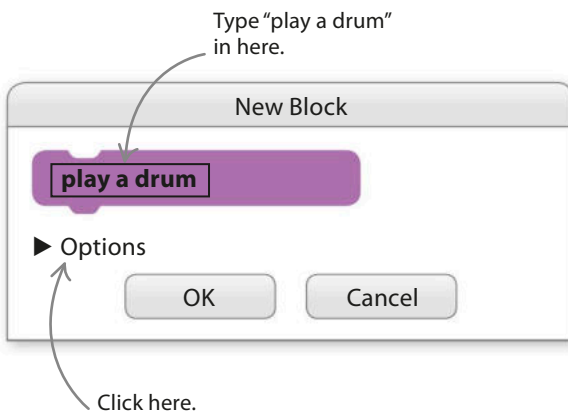 Type “play a drum”
in here.
New Block
play a drum
Options
OK Cancel
Click here.